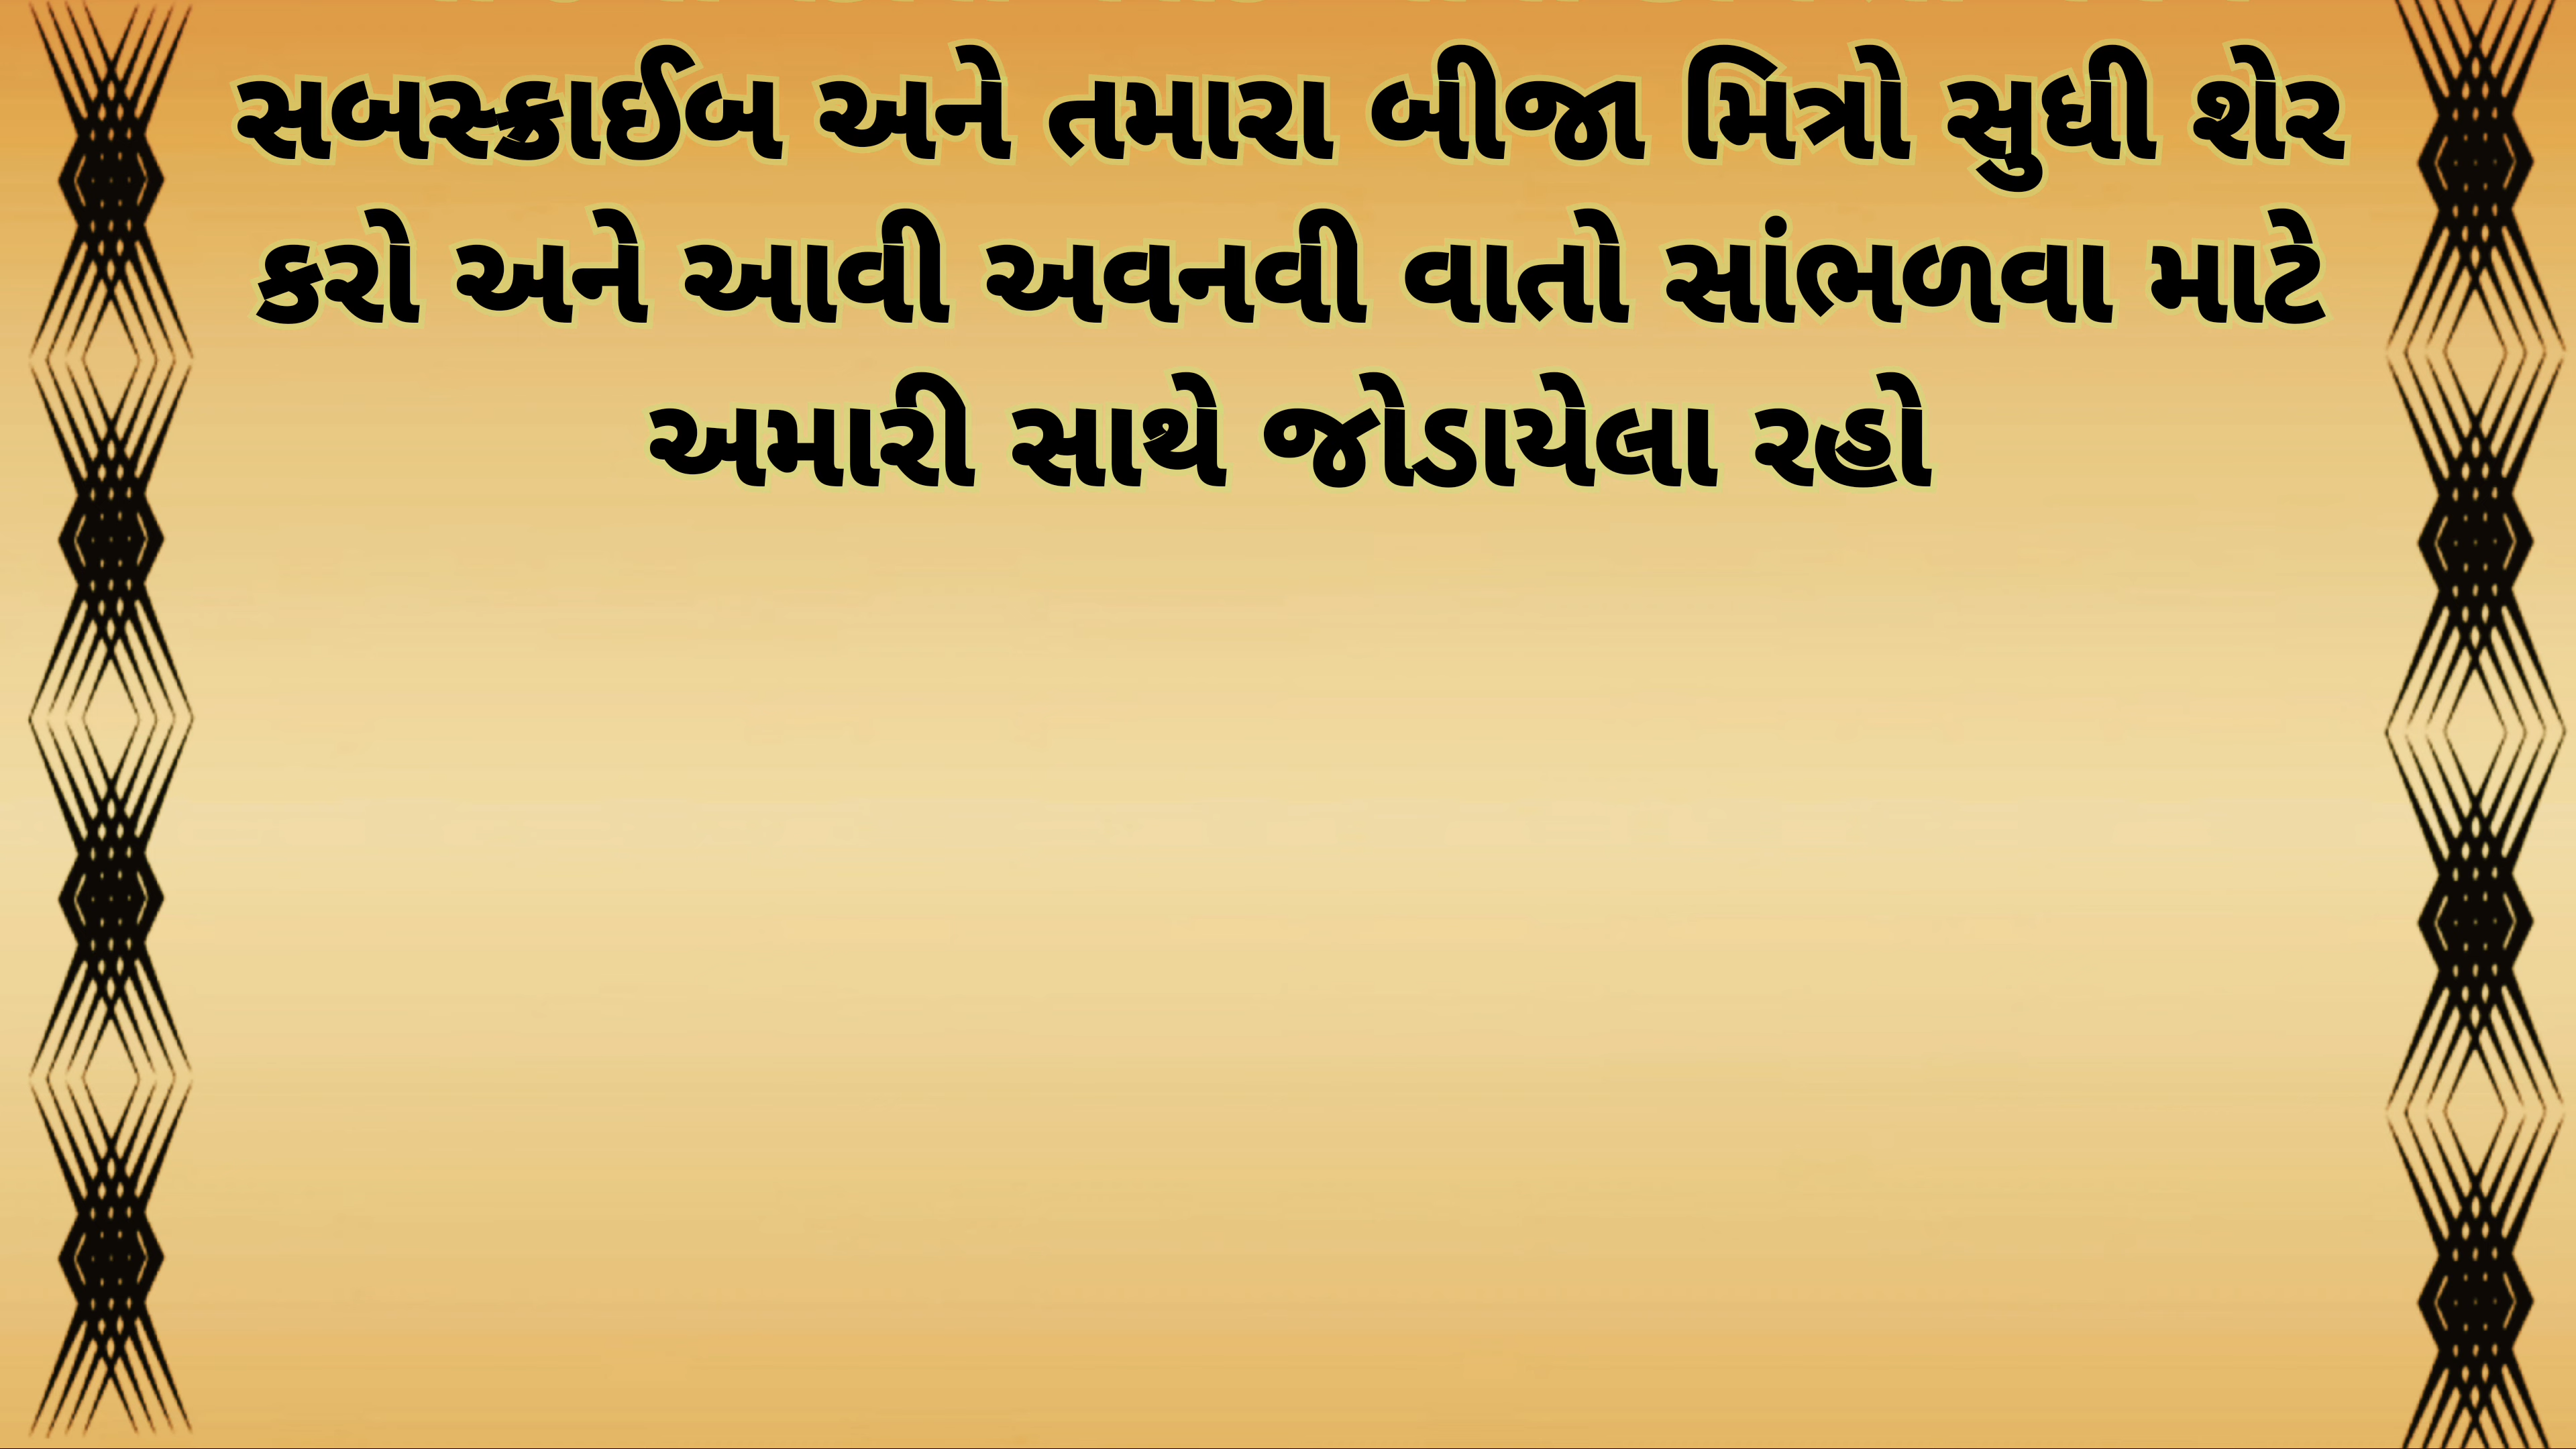 સબસ્ક્રાઈબ અને તમારા બીજા મિત્રો સુધી શેર
કરો અને આવી અવનવી વાતો સાંભળવા માટે
અમારી સાથે જોડાયેલા રહો